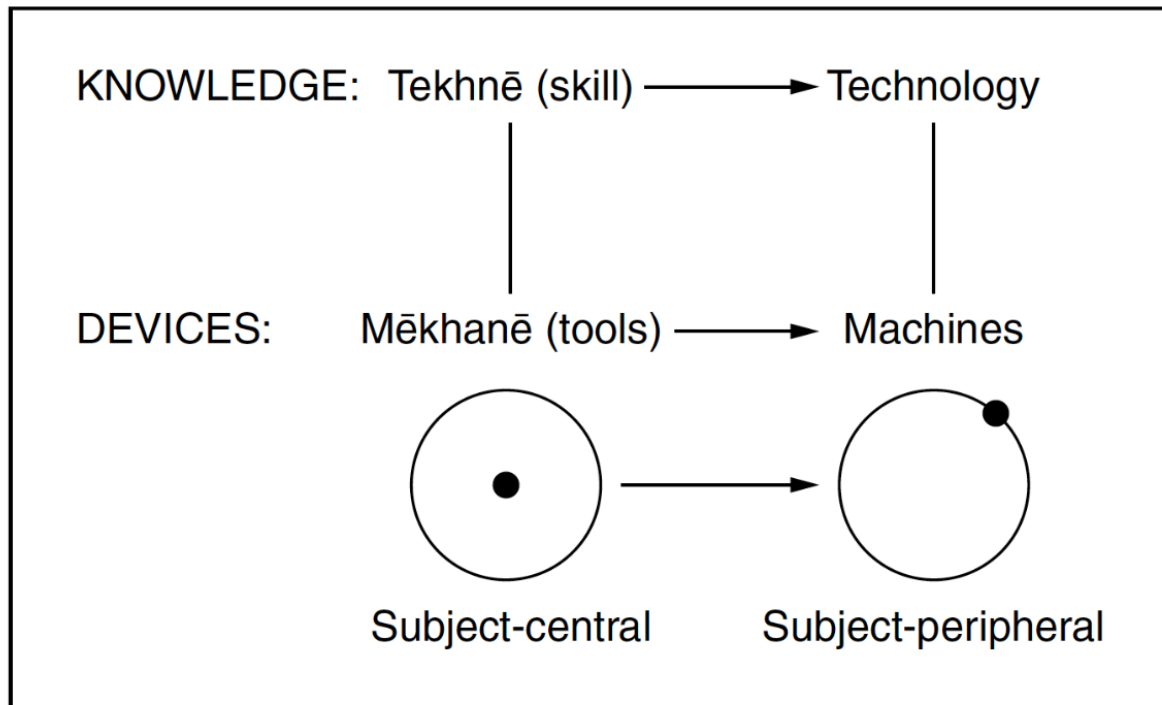 KNOWLEDGE: Tekhnē (skill) Technology
DEVICES: Mēkhanē (tools) Machines
Subject-central Subject-peripheral